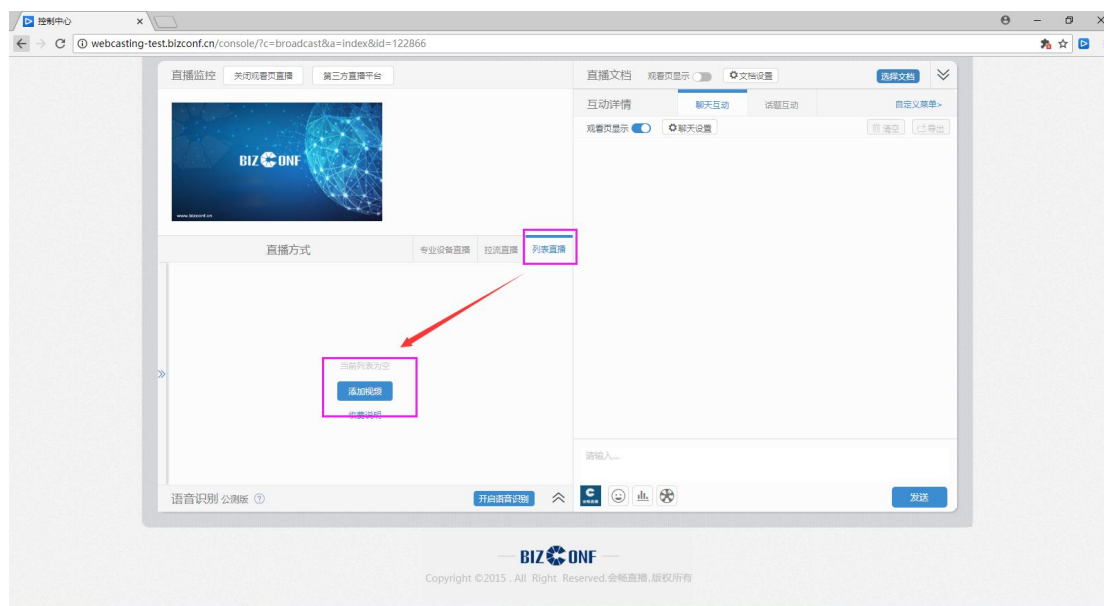 控制中心
webcasting-test.bizconf.cn/console/?c=broadcast&a=index&id=122866
直播监控 关闭观看页直播 第三方直播平台
直播文档 观看页显示 文档设置 选择文档
互动详情 聊天互动 话题互动 自定义菜单>
观看页显示 聊天设置 清空 导出
BIZCONF
www.bizconf.cn
直播方式 专业设备直播 拉流直播 列表直播
当前列表为空
添加视频
收费说明
请输入...
语音识别 公测版 开启语音识别
发送
BIZCONF
Copyright ©2015 . All Right Reserved.会畅直播.版权所有